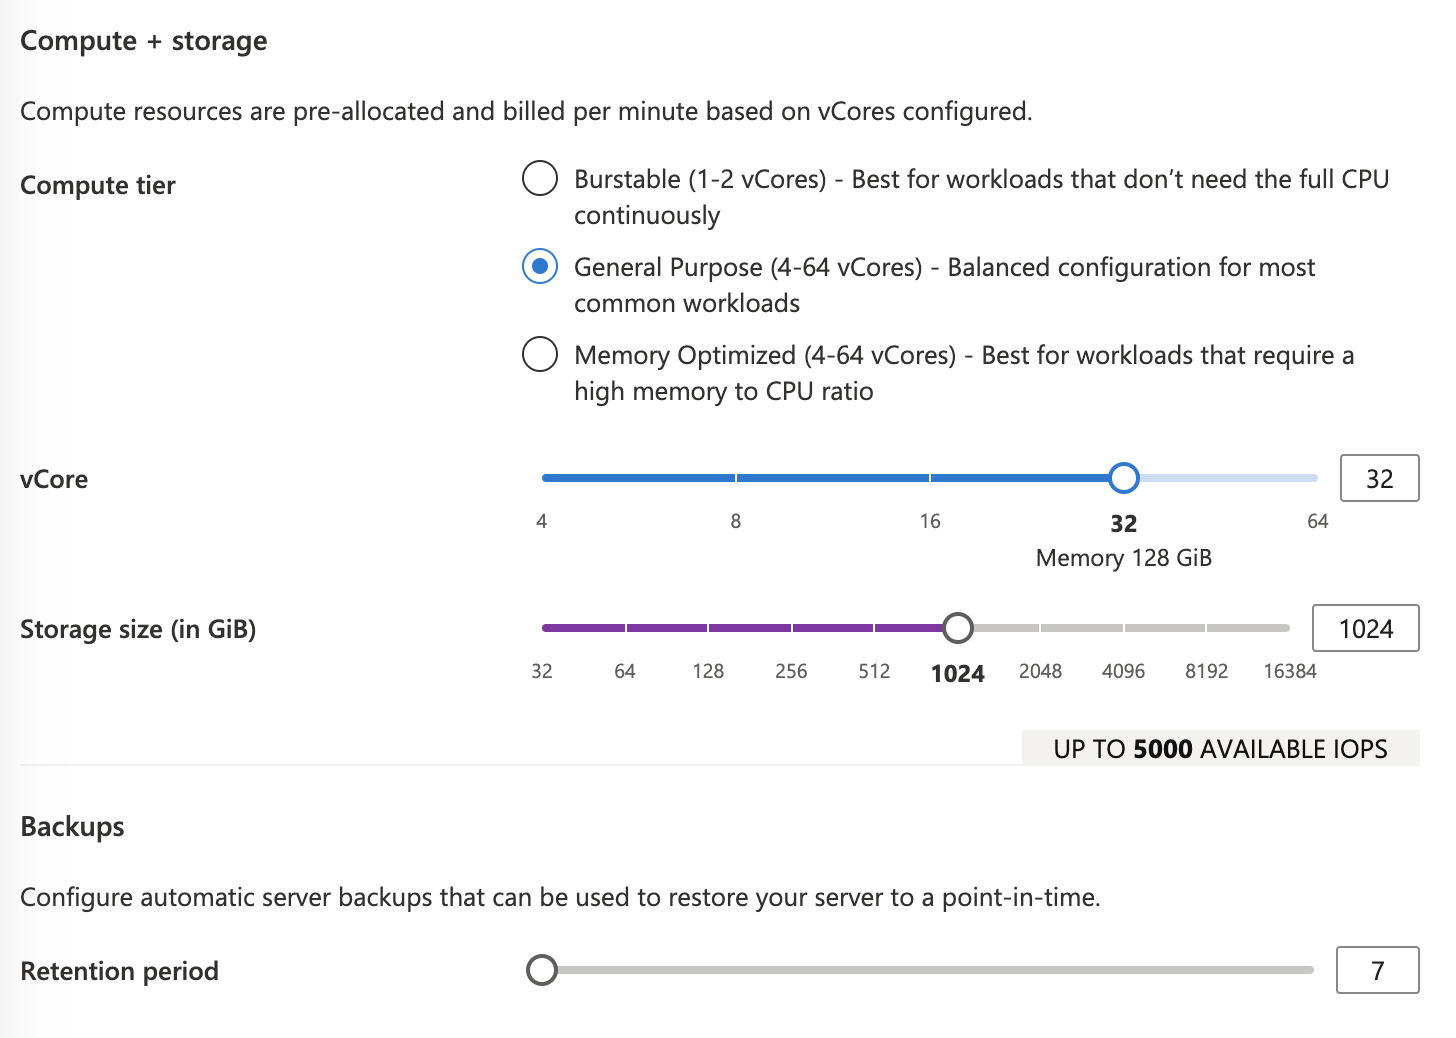 Compute + storage
Compute resources are pre-allocated and billed per minute based on vCores configured.
Compute tier
Burstable (1-2 vCores) - Best for workloads that don’t need the full CPU
continuously
General Purpose (4-64 vCores) - Balanced configuration for most
common workloads
Memory Optimized (4-64 vCores) - Best for workloads that require a
high memory to CPU ratio
vCore
32
4 8 16 32 64
Memory 128 GiB
Storage size (in GiB)
1024
32 64 128 256 512 1024 2048 4096 8192 16384
UP TO 5000 AVAILABLE IOPS
Backups
Configure automatic server backups that can be used to restore your server to a point-in-time.
Retention period
7